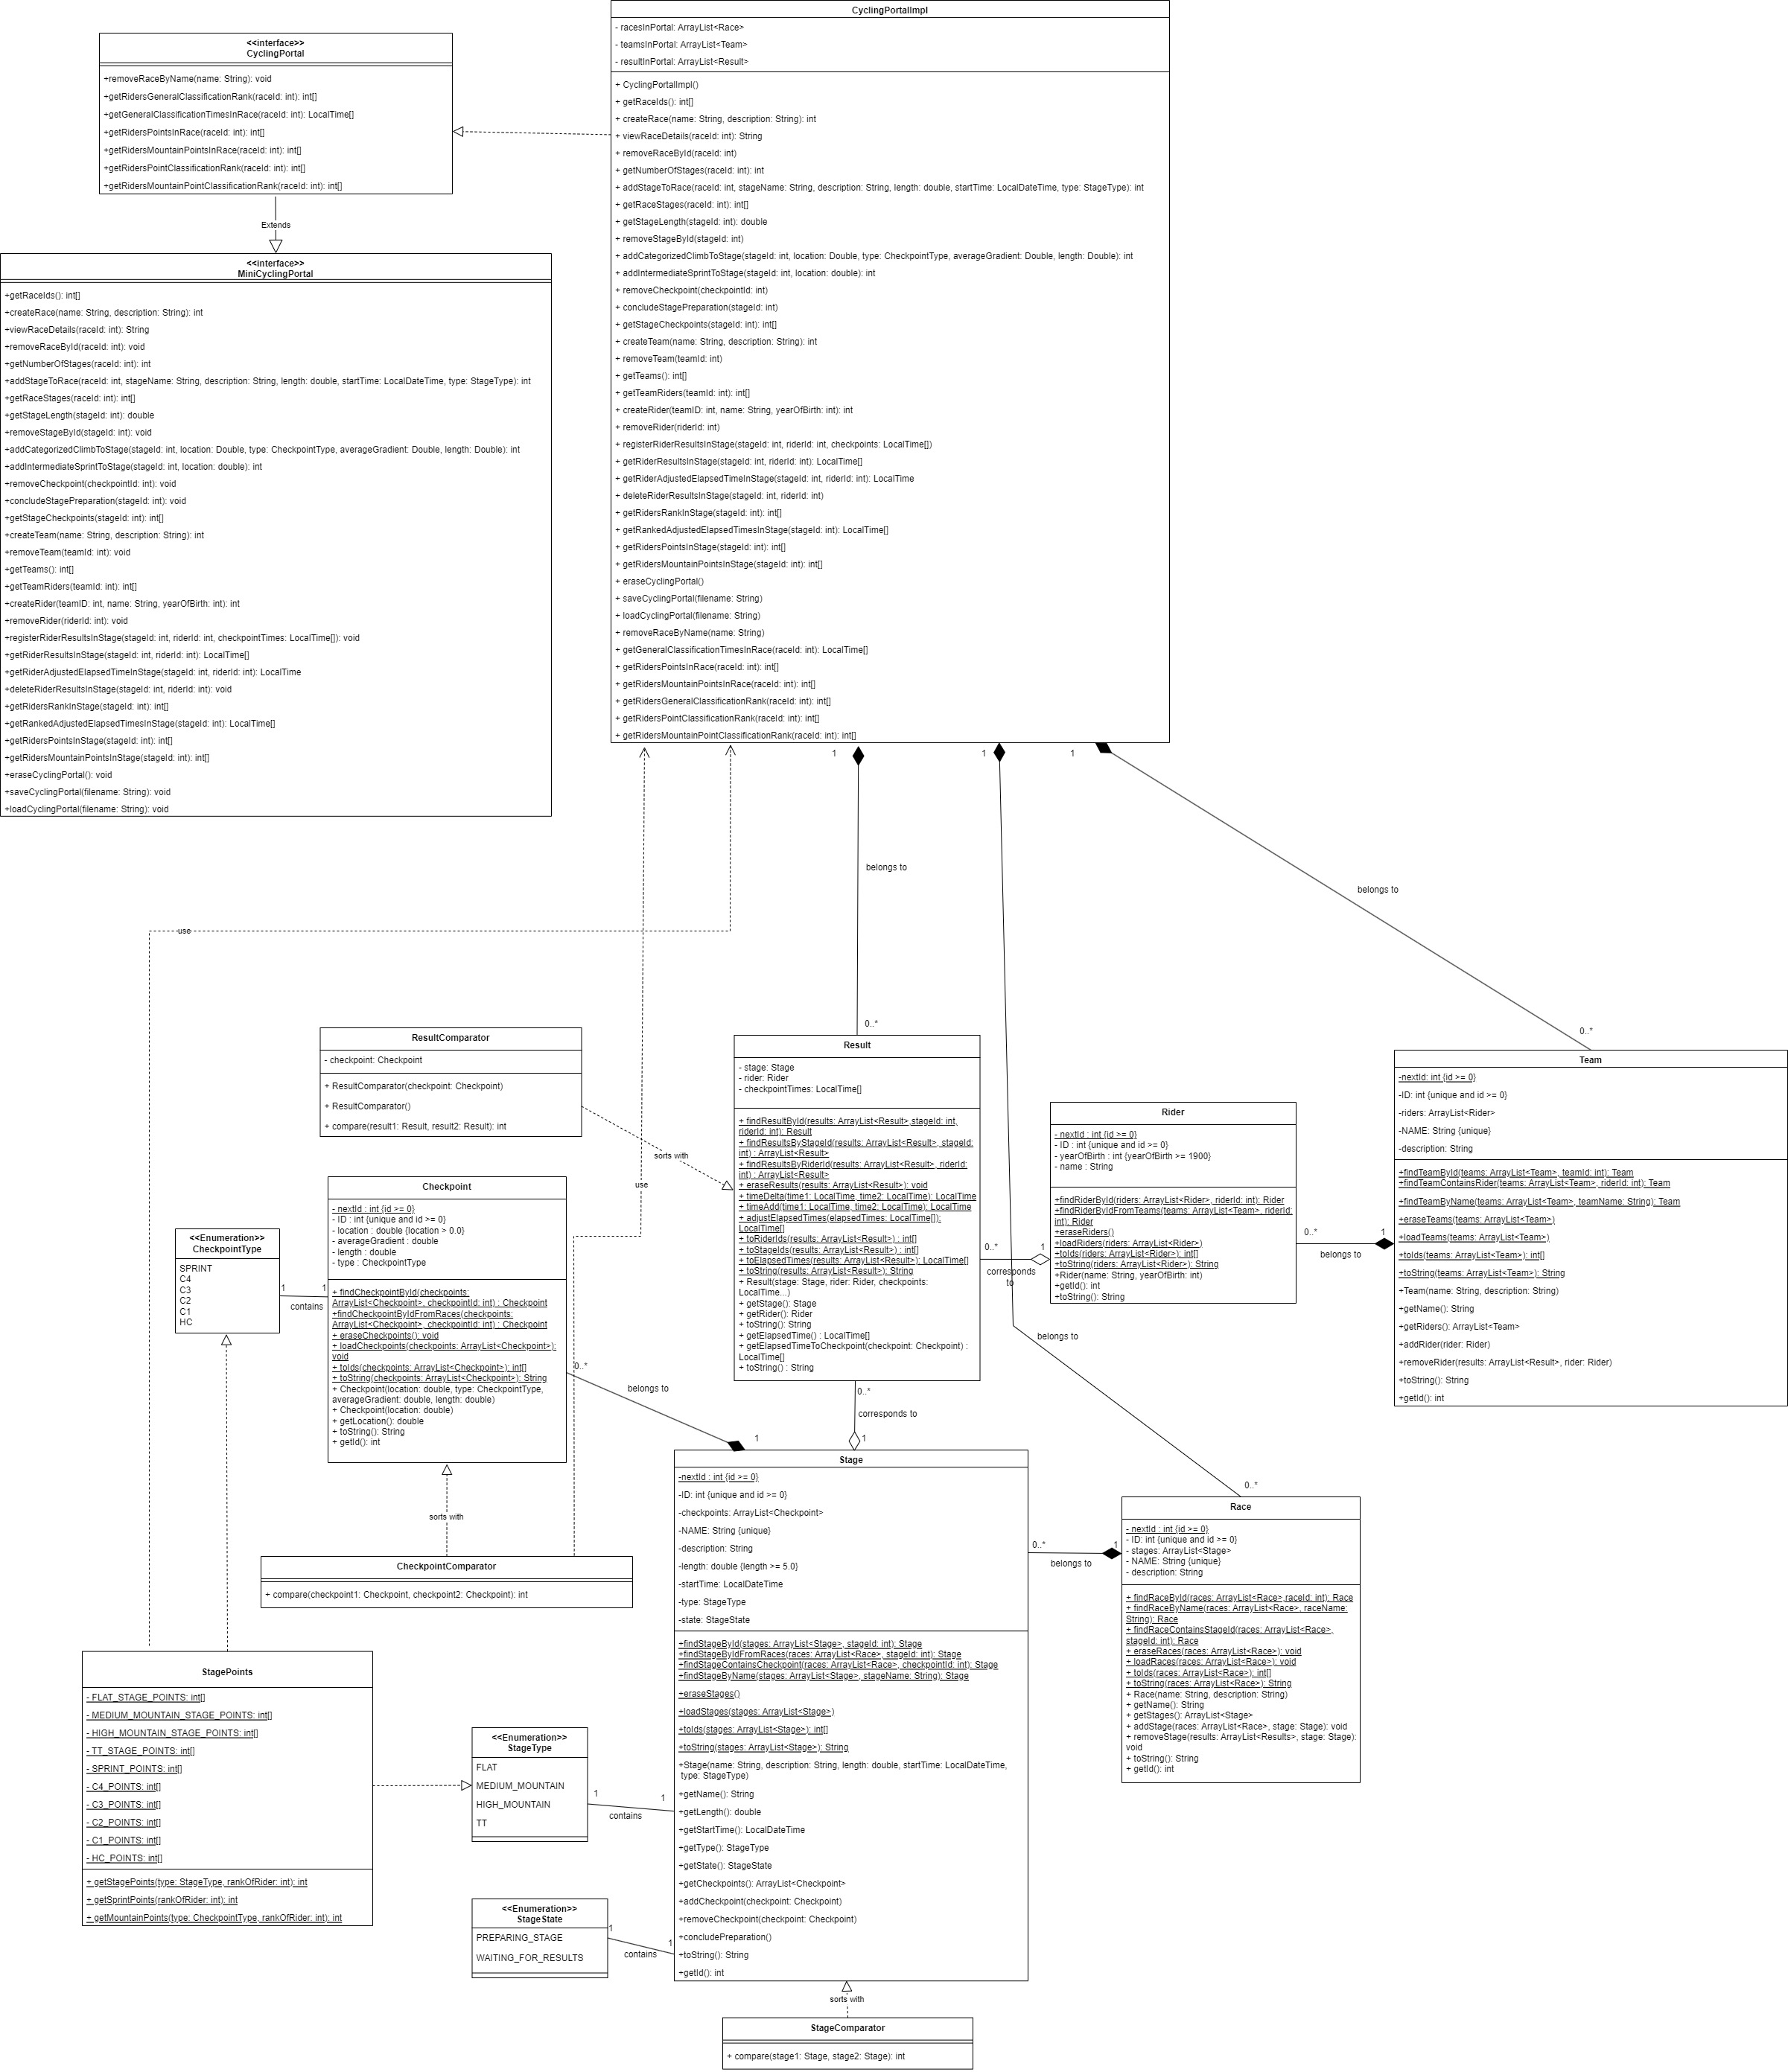 <<interface>>
CyclingPortal
+removeRaceByName(name: String): void
+getRidersGeneralClassificationRank(raceId: int): int[]
+getGeneralClassificationTimesInRace(raceId: int): LocalTime[]
+getRidersPointsInRace(raceId: int): int[]
+getRidersMountainPointsInRace(raceId: int): int[]
+getRidersPointClassificationRank(raceId: int): int[]
+getRidersMountainPointClassificationRank(raceId: int): int[]
Extends
<<interface>>
MiniCyclingPortal
+getRaceIds(): int[]
+createRace(name: String, description: String): int
+viewRaceDetails(raceId: int): String
+removeRaceById(raceId: int): void
+getNumberOfStages(raceId: int): int
+addStageToRace(raceId: int, stageName: String, description: String, length: double, startTime: LocalDateTime, type: StageType): int
+getRaceStages(raceId: int): int[]
+getStageLength(stageId: int): double
+removeStageById(stageId: int): void
+addCategorizedClimbToStage(stageId: int, location: Double, type: CheckpointType, averageGradient: Double, length: Double): int
+addIntermediateSprintToStage(stageId: int, location: double): int
+removeCheckpoint(checkpointId: int): void
+concludeStagePreparation(stageId: int): void
+getStageCheckpoints(stageId: int): int[]
+createTeam(name: String, description: String): int
+removeTeam(teamId: int): void
+getTeams(): int[]
+getTeamRiders(teamId: int): int[]
+createRider(teamID: int, name: String, yearOfBirth: int): int
+removeRider(riderId: int): void
+registerRiderResultsInStage(stageId: int, riderId: int, checkpointTimes: LocalTime[]): void
+getRiderResultsInStage(stageId: int, riderId: int): LocalTime[]
+getRiderAdjustedElapsedTimeInStage(stageId: int, riderId: int): LocalTime
+deleteRiderResultsInStage(stageId: int, riderId: int): void
+getRidersRankInStage(stageId: int): int[]
+getRankedAdjustedElapsedTimesInStage(stageId: int): LocalTime[]
+getRidersPointsInStage(stageId: int): int[]
+getRidersMountainPointsInStage(stageId: int): int[]
+eraseCyclingPortal(): void
+saveCyclingPortal(filename: String): void
+loadCyclingPortal(filename: String): void
CyclingPortalImpl
- racesInPortal: ArrayList<Race>
- teamsInPortal: ArrayList<Team>
- resultInPortal: ArrayList<Result>
+ CyclingPortalImpl()
+ getRaceIds(): int[]
+ createRace(name: String, description: String): int
+ viewRaceDetails(raceId: int): String
+ removeRaceById(raceId: int)
+ getNumberOfStages(raceId: int): int
+ addStageToRace(raceId: int, stageName: String, description: String, length: double, startTime: LocalDateTime, type: StageType): int
+ getRaceStages(raceId: int): int[]
+ getStageLength(stageId: int): double
+ removeStageById(stageId: int)
+ addCategorizedClimbToStage(stageId: int, location: Double, type: CheckpointType, averageGradient: Double, length: Double): int
+ addIntermediateSprintToStage(stageId: int, location: double): int
+ removeCheckpoint(checkpointId: int)
+ concludeStagePreparation(stageId: int)
+ getStageCheckpoints(stageId: int): int[]
+ createTeam(name: String, description: String): int
+ removeTeam(teamId: int)
+ getTeams(): int[]
+ getTeamRiders(teamId: int): int[]
+ createRider(teamID: int, name: String, yearOfBirth: int): int
+ removeRider(riderId: int)
+ registerRiderResultsInStage(stageId: int, riderId: int, checkpoints: LocalTime[])
+ getRiderResultsInStage(stageId: int, riderId: int): LocalTime[]
+ getRiderAdjustedElapsedTimeInStage(stageId: int, riderId: int): LocalTime
+ deleteRiderResultsInStage(stageId: int, riderId: int)
+ getRidersRankInStage(stageId: int): int[]
+ getRankedAdjustedElapsedTimesInStage(stageId: int): LocalTime[]
+ getRidersPointsInStage(stageId: int): int[]
+ getRidersMountainPointsInStage(stageId: int): int[]
+ eraseCyclingPortal()
+ saveCyclingPortal(filename: String)
+ loadCyclingPortal(filename: String)
+ removeRaceByName(name: String)
+ getGeneralClassificationTimesInRace(raceId: int): LocalTime[]
+ getRidersPointsInRace(raceId: int): int[]
+ getRidersMountainPointsInRace(raceId: int): int[]
+ getRidersGeneralClassificationRank(raceId: int): int[]
+ getRidersPointClassificationRank(raceId: int): int[]
+ getRidersMountainPointClassificationRank(raceId: int): int[]
1
1
1
belongs to
belongs to
use
0..*
0..*
ResultComparator
- checkpoint: Checkpoint
+ ResultComparator(checkpoint: Checkpoint)
+ ResultComparator()
+ compare(result1: Result, result2: Result): int
sorts with
use
Result
- stage: Stage
- rider: Rider
- checkpointTimes: LocalTime[]
+ findResultById(results: ArrayList<Result>,stageId: int,
riderId: int): Result
+ findResultsByStageId(results: ArrayList<Result>, stageId:
int) : ArrayList<Result>
+ findResultsByRiderId(results: ArrayList<Result>, riderId:
int) : ArrayList<Result>
+ eraseResults(results: ArrayList<Result>): void
+ timeDelta(time1: LocalTime, time2: LocalTime): LocalTime
+ timeAdd(time1: LocalTime, time2: LocalTime): LocalTime
+ adjustElapsedTimes(elapsedTimes: LocalTime[]):
LocalTime[]
+ toRiderIds(results: ArrayList<Result>) : int[]
+ toStageIds(results: ArrayList<Result>) : int[]
+ toElapsedTimes(results: ArrayList<Result>): LocalTime[]
+ toString(results: ArrayList<Result>): String
+ Result(stage: Stage, rider: Rider, checkpoints:
LocalTime...)
+ getStage(): Stage
+ getRider(): Rider
+ toString(): String
+ getElapsedTime() : LocalTime[]
+ getElapsedTimeToCheckpoint(checkpoint: Checkpoint) :
LocalTime[]
+ toString() : String
0..*
1
corresponds
to
Rider
- nextId : int {id >= 0}
- ID : int {unique and id >= 0}
- yearOfBirth : int {yearOfBirth >= 1900}
- name : String
+findRiderById(riders: ArrayList<Rider>, riderId: int): Rider
+findRiderByIdFromTeams(teams: ArrayList<Team>, riderId:
int): Rider
+eraseRiders()
+loadRiders(riders: ArrayList<Rider>)
+toIds(riders: ArrayList<Rider>): int[]
+toString(riders: ArrayList<Rider>): String
+Rider(name: String, yearOfBirth: int)
+getId(): int
+toString(): String
0..*
1
belongs to
Team
-nextId: int {id >= 0}
-ID: int {unique and id >= 0}
-riders: ArrayList<Rider>
-NAME: String {unique}
-description: String
+findTeamById(teams: ArrayList<Team>, teamId: int): Team
+findTeamContainsRider(teams: ArrayList<Team>, riderId: int): Team
+findTeamByName(teams: ArrayList<Team>, teamName: String): Team
+eraseTeams(teams: ArrayList<Team>)
+loadTeams(teams: ArrayList<Team>)
+toIds(teams: ArrayList<Team>): int[]
+toString(teams: ArrayList<Team>): String
+Team(name: String, description: String)
+getName(): String
+getRiders(): ArrayList<Team>
+addRider(rider: Rider)
+removeRider(results: ArrayList<Result>, rider: Rider)
+toString(): String
+getId(): int
<<Enumeration>>
CheckpointType
SPRINT
C4
C3
C2
C1
HC
1
1
contains
Checkpoint
- nextId : int {id >= 0}
- ID : int {unique and id >= 0}
- location : double {location > 0.0}
- averageGradient : double
- length : double
- type : CheckpointType
+ findCheckpointById(checkpoints:
ArrayList<Checkpoint>, checkpointId: int) : Checkpoint
+findCheckpointByIdFromRaces(checkpoints:
ArrayList<Checkpoint>, checkpointId: int) : Checkpoint
+ eraseCheckpoints(): void
+ loadCheckpoints(checkpoints: ArrayList<Checkpoint>):
void
+ toIds(checkpoints: ArrayList<Checkpoint>): int[]
+ toString(checkpoints: ArrayList<Checkpoint>): String
+ Checkpoint(location: double, type: CheckpointType,
averageGradient: double, length: double)
+ Checkpoint(location: double)
+ getLocation(): double
+ toString(): String
+ getId(): int
0..*
belongs to
1
belongs to
0..*
corresponds to
1
sorts with
CheckpointComparator
+ compare(checkpoint1: Checkpoint, checkpoint2: Checkpoint): int
Stage
-nextId : int {id >= 0}
-ID: int {unique and id >= 0}
-checkpoints: ArrayList<Checkpoint>
-NAME: String {unique}
-description: String
-length: double {length >= 5.0}
-startTime: LocalDateTime
-type: StageType
-state: StageState
+findStageById(stages: ArrayList<Stage>, stageId: int): Stage
+findStageByIdFromRaces(races: ArrayList<Race>, stageId: int): Stage
+findStageContainsCheckpoint(races: ArrayList<Race>, checkpointId: int): Stage
+findStageByName(stages: ArrayList<Stage>, stageName: String): Stage
+eraseStages()
+loadStages(stages: ArrayList<Stage>)
+toIds(stages: ArrayList<Stage>): int[]
+toString(stages: ArrayList<Stage>): String
+Stage(name: String, description: String, length: double, startTime: LocalDateTime,
type: StageType)
+getName(): String
+getLength(): double
+getStartTime(): LocalDateTime
+getType(): StageType
+getState(): StageState
+getCheckpoints(): ArrayList<Checkpoint>
+addCheckpoint(checkpoint: Checkpoint)
+removeCheckpoint(checkpoint: Checkpoint)
+concludePreparation()
+toString(): String
+getId(): int
0..*
1
belongs to
0..*
Race
- nextId : int {id >= 0}
- ID: int {unique and id >= 0}
- stages: ArrayList<Stage>
- NAME: String {unique}
- description: String
+ findRaceById(races: ArrayList<Race>,raceId: int): Race
+ findRaceByName(races: ArrayList<Race>, raceName:
String): Race
+ findRaceContainsStageId(races: ArrayList<Race>,
stageId: int): Race
+ eraseRaces(races: ArrayList<Race>): void
+ loadRaces(races: ArrayList<Race>): void
+ toIds(races: ArrayList<Race>): int[]
+ toString(races: ArrayList<Race>): String
+ Race(name: String, description: String)
+ getName(): String
+ getStages(): ArrayList<Stage>
+ addStage(races: ArrayList<Race>, stage: Stage): void
+ removeStage(results: ArrayList<Results>, stage: Stage):
void
+ toString(): String
+ getId(): int
StagePoints
- FLAT_STAGE_POINTS: int[]
- MEDIUM_MOUNTAIN_STAGE_POINTS: int[]
- HIGH_MOUNTAIN_STAGE_POINTS: int[]
- TT_STAGE_POINTS: int[]
- SPRINT_POINTS: int[]
- C4_POINTS: int[]
- C3_POINTS: int[]
- C2_POINTS: int[]
- C1_POINTS: int[]
- HC_POINTS: int[]
+ getStagePoints(type: StageType, rankOfRider: int): int
+ getSprintPoints(rankOfRider: int): int
+ getMountainPoints(type: CheckpointType, rankOfRider: int): int
<<Enumeration>>
StageType
FLAT
MEDIUM_MOUNTAIN
HIGH_MOUNTAIN
TT
1
1
contains
<<Enumeration>>
StageState
PREPARING_STAGE
WAITING_FOR_RESULTS
1
1
contains
sorts with
StageComparator
+ compare(stage1: Stage, stage2: Stage): int